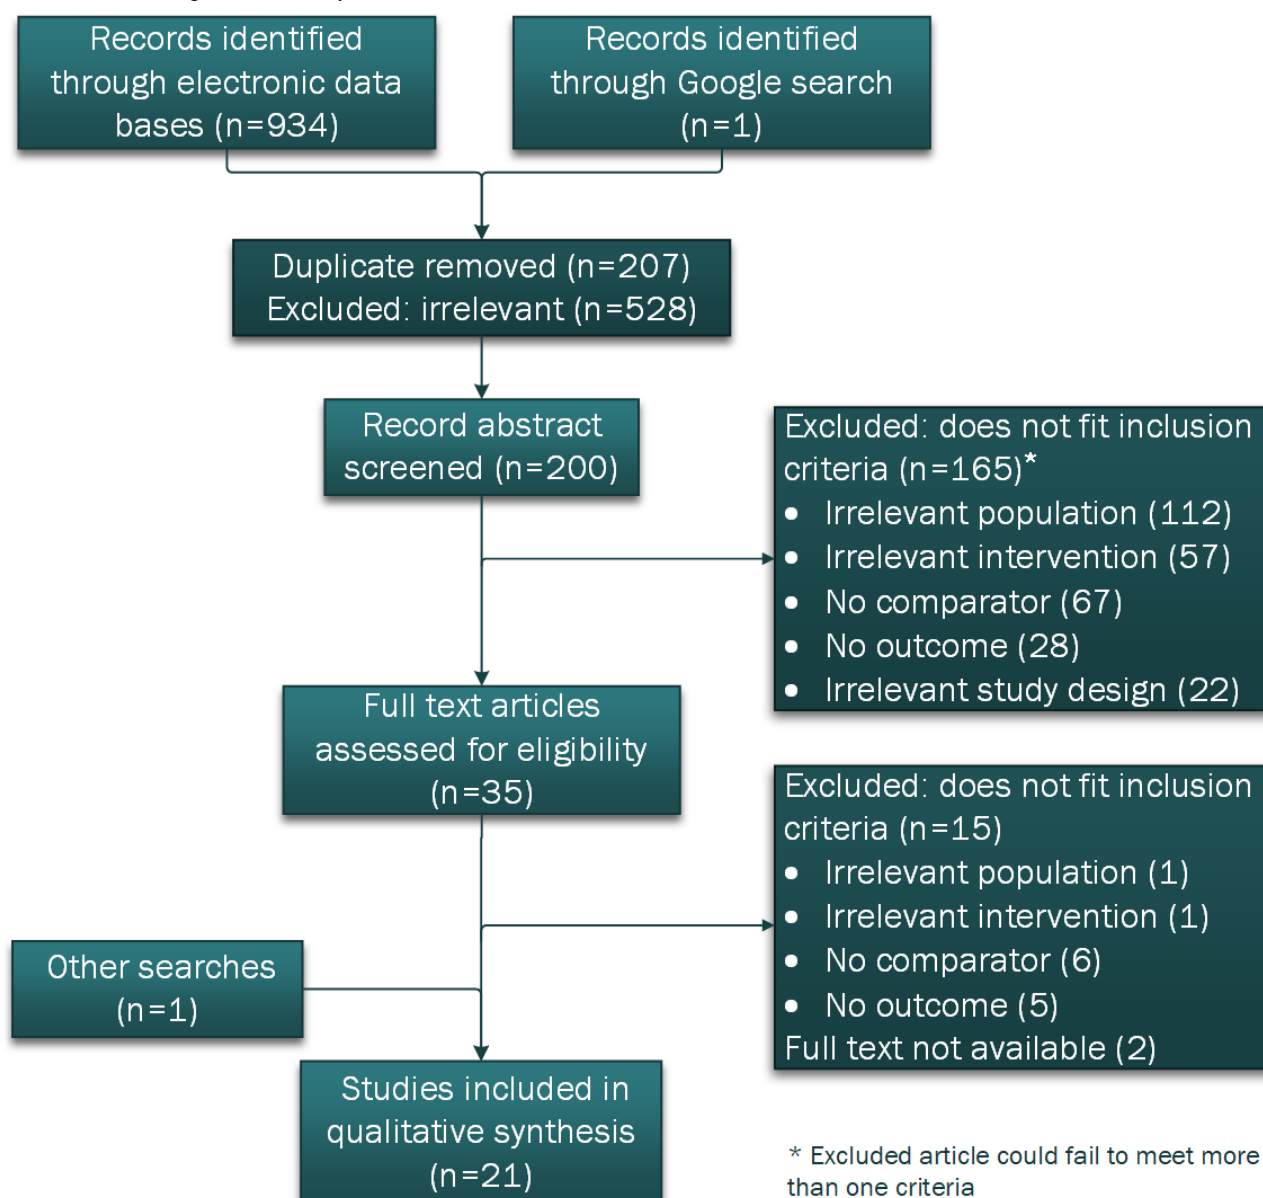 Records identified
through electronic data
bases (n=934)
Records identified
through Google search
(n=1)
Duplicate removed (n=207)
Excluded: irrelevant (n=528)
Record abstract
screened (n=200)
Excluded: does not fit inclusion
criteria (n=165)*
• Irrelevant population (112)
• Irrelevant intervention (57)
• No comparator (67)
• No outcome (28)
• Irrelevant study design (22)
Full text articles
assessed for eligibility
(n=35)
Excluded: does not fit inclusion
criteria (n=15)
• Irrelevant population (1)
• Irrelevant intervention (1)
• No comparator (6)
• No outcome (5)
Full text not available (2)
Other searches
(n=1)
Studies included in
qualitative synthesis
(n=21)
* Excluded article could fail to meet more
than one criteria